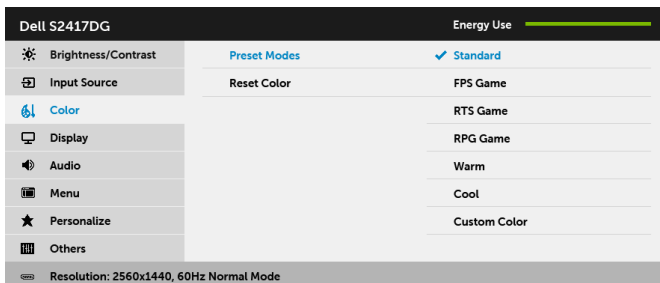 Dell S2417DG Energy Use
Brightness/Contrast Preset Modes Standard
Input Source Reset Color FPS Game
Color RTS Game
Display RPG Game
Audio Warm
Menu Cool
Personalize Custom Color
Others
Resolution: 2560x1440, 60Hz Normal Mode